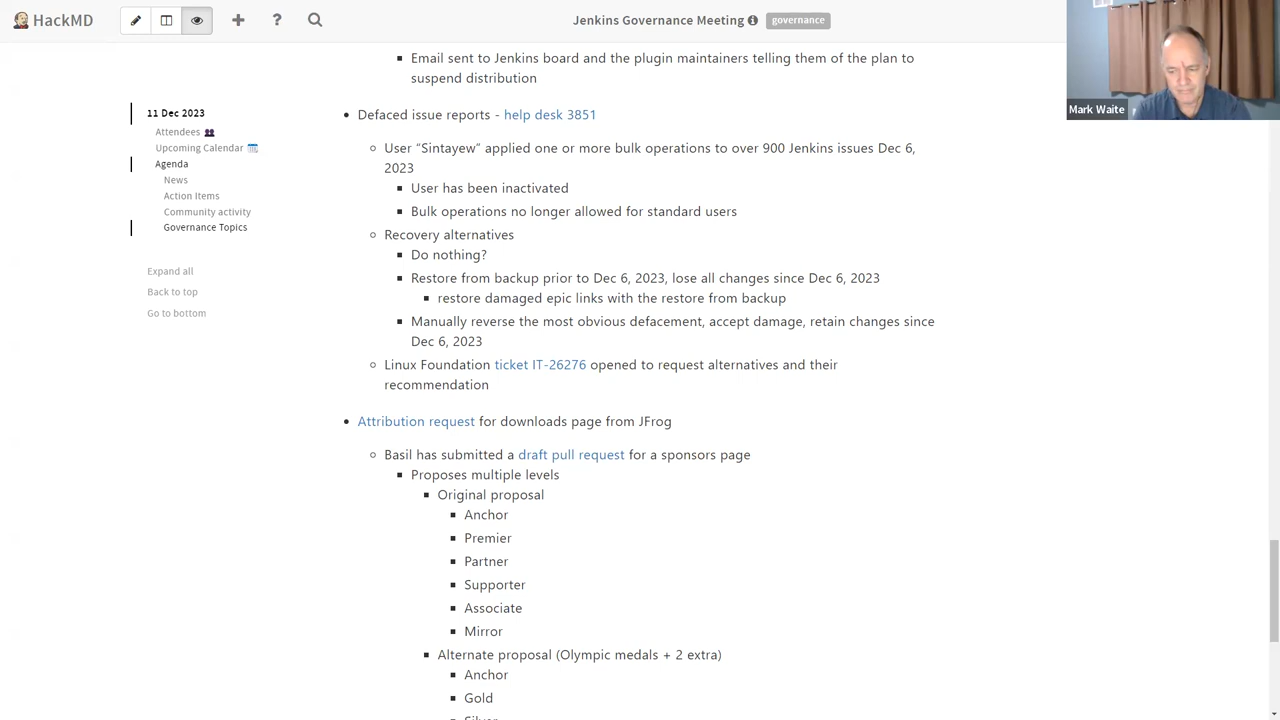 HackMD
Jenkins Governance Meeting
governance
Mark Waite
Email sent to Jenkins board and the plugin maintainers telling them of the plan to
suspend distribution
11 Dec 2023
Attendees
Upcoming Calendar
Agenda
News
Action Items
Community activity
Governance Topics
Expand all
Back to top
Go to bottom
Defaced issue reports - help desk 3851
User “Sintayew” applied one or more bulk operations to over 900 Jenkins issues Dec 6,
2023
User has been inactivated
Bulk operations no longer allowed for standard users
Recovery alternatives
Do nothing?
Restore from backup prior to Dec 6, 2023, lose all changes since Dec 6, 2023
restore damaged epic links with the restore from backup
Manually reverse the most obvious defacement, accept damage, retain changes since
Dec 6, 2023
Linux Foundation ticket IT-26276 opened to request alternatives and their
recommendation
Attribution request for downloads page from JFrog
Basil has submitted a draft pull request for a sponsors page
Proposes multiple levels
Original proposal
Anchor
Premier
Partner
Supporter
Associate
Mirror
Alternate proposal (Olympic medals + 2 extra)
Anchor
Gold